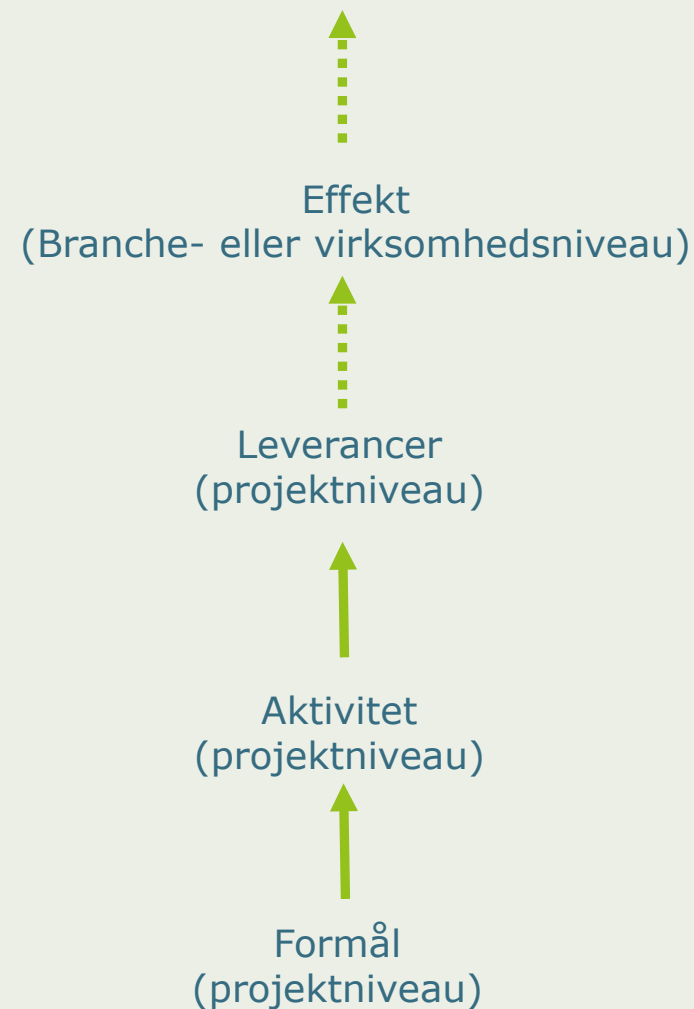 Effekt
(Branche- eller virksomhedsniveau)
Leverancer
(projektniveau)
Aktivitet
(projektniveau)
Formål
(projektniveau)